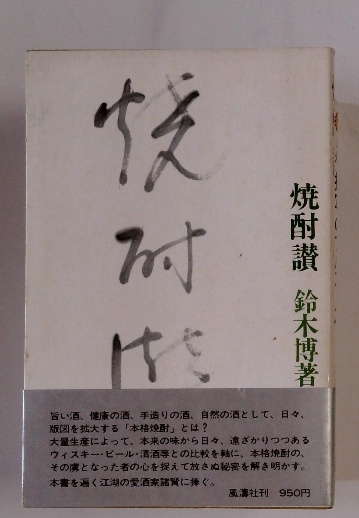 焼酎讃
焼酎讃 鈴木博著
旨い酒、健康の酒、手造りの酒、自然の酒として、日々、
版図を拡大する「本格焼酎」とは?
大量生産によって、本来の味から日々、遠ざかりつつある
ウィスキー・ビール・清酒等との比較を軸に、本格焼酎の、
その虜となった者の心を捉えて放さぬ秘密を解き明かす。
本書を遍く江湖の愛酒家諸賢に捧ぐ。
風濤社刊 950円